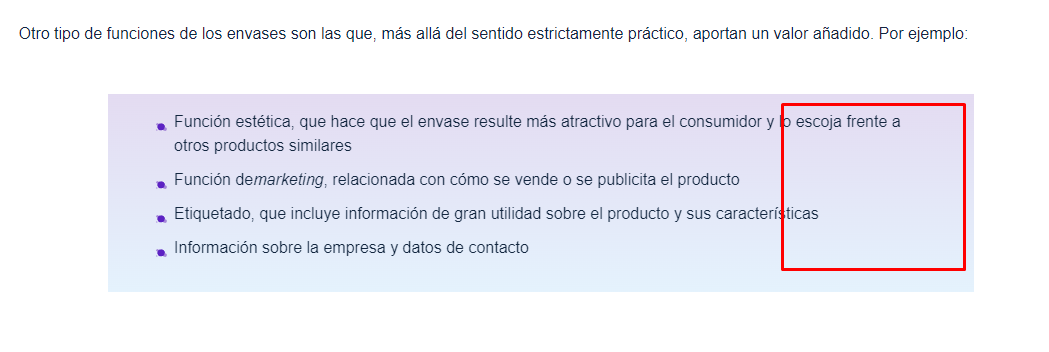 Otro tipo de funciones de los envases son las que, más allá del sentido estrictamente práctico, aportan un valor añadido. Por ejemplo:
Función estética, que hace que el envase resulte más atractivo para el consumidor y lo escoja frente a
otros productos similares
Función demarketing, relacionada con cómo se vende o se publicita el producto
Etiquetado, que incluye información de gran utilidad sobre el producto y sus características
Información sobre la empresa y datos de contacto